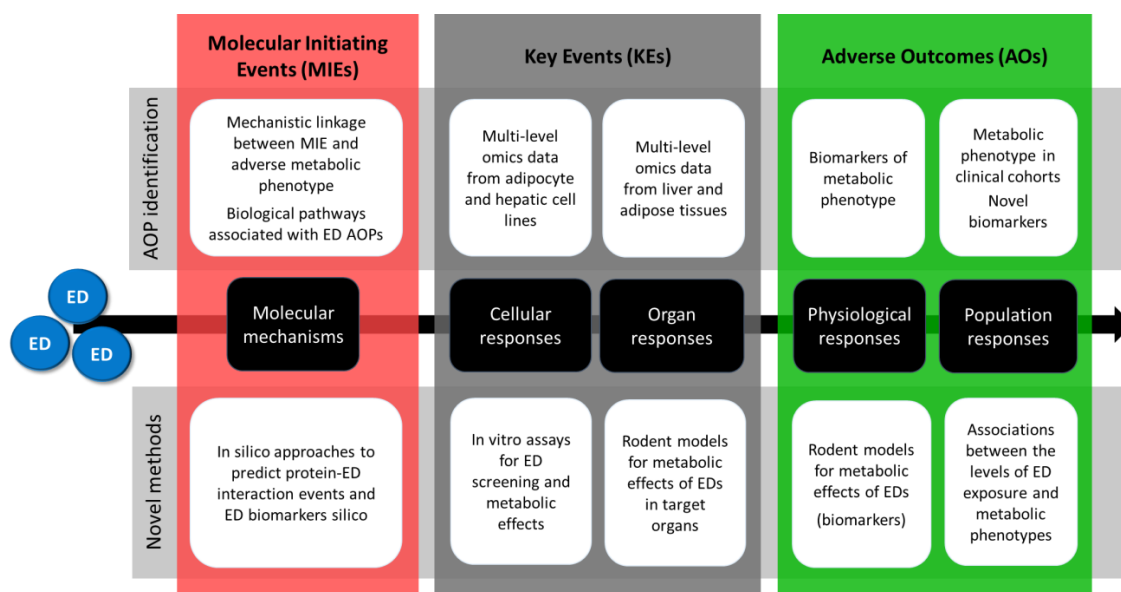 Molecular Initiating
Events (MIEs)
Key Events (KEs)
Adverse Outcomes (AOs)
AOP identification
Mechanistic linkage
between MIE and
adverse metabolic
phenotype
Biological pathways
associated with ED AOPs
Multi-level
omics data
from adipocyte
and hepatic cell
lines
Multi-level
omics data
from liver and
adipose tissues
Biomarkers of
metabolic
phenotype
Metabolic
phenotype in
clinical cohorts
Novel
biomarkers
ED
ED
ED
Molecular
mechanisms
Cellular
responses
Organ
responses
Physiological
responses
Population
responses
Novel methods
In silico approaches to
predict protein-ED
interaction events and
ED biomarkers silico
In vitro assays
for ED
screening and
metabolic
effects
Rodent models
for metabolic
effects of EDs
in target
organs
Rodent models
for metabolic
effects of EDs
(biomarkers)
Associations
between the
levels of ED
exposure and
metabolic
phenotypes